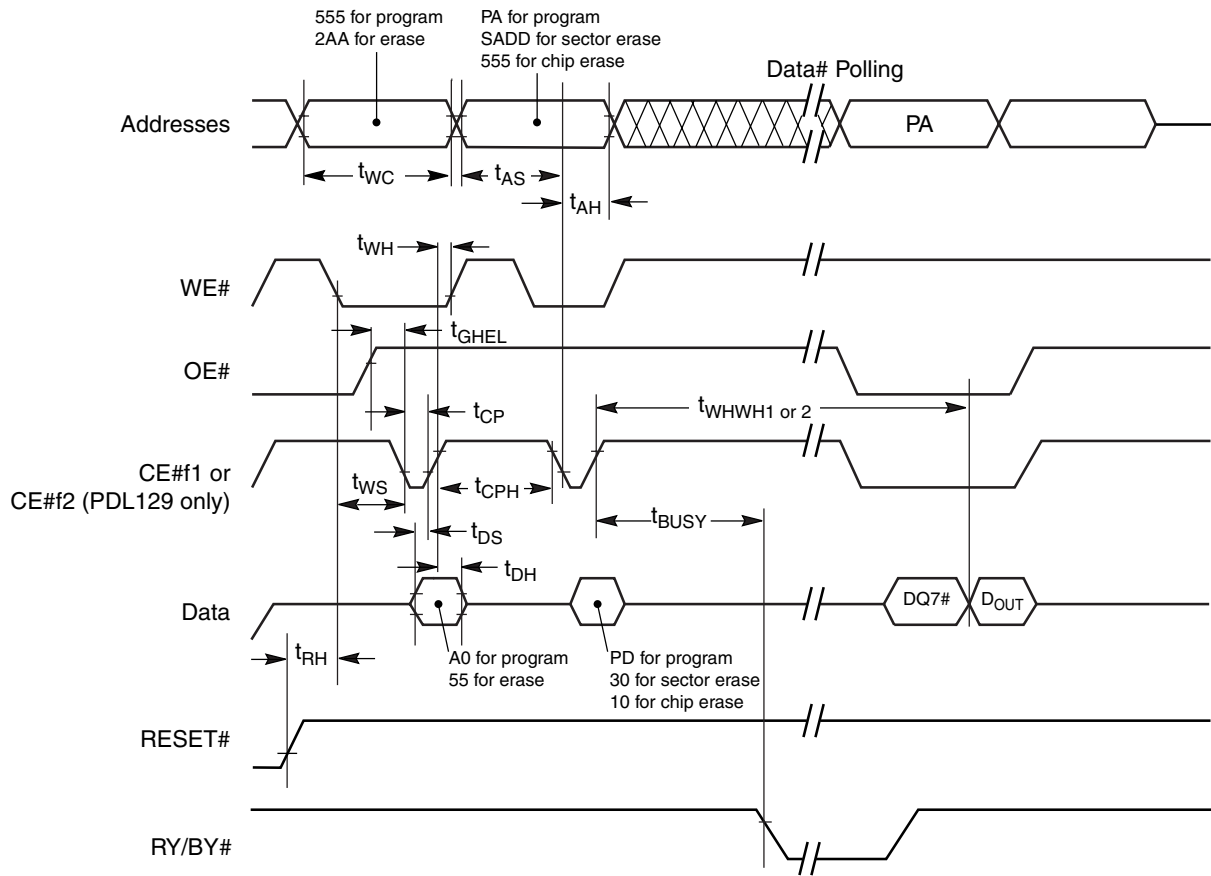 555 for program
2AA for erase
PA for program
SADD for sector erase
555 for chip erase
Data# Polling
Addresses
PA
tWC
tAS
tAH
tWH
WE#
tGHEL
OE#
tWHWH1 or 2
tCP
CE#f1 or
CE#f2 (PDL129 only)
tWS
tCPH
tBUSY
tDS
tDH
Data
DQ7#
DOUT
tRH
A0 for program
55 for erase
PD for program
30 for sector erase
10 for chip erase
RESET#
RY/BY#